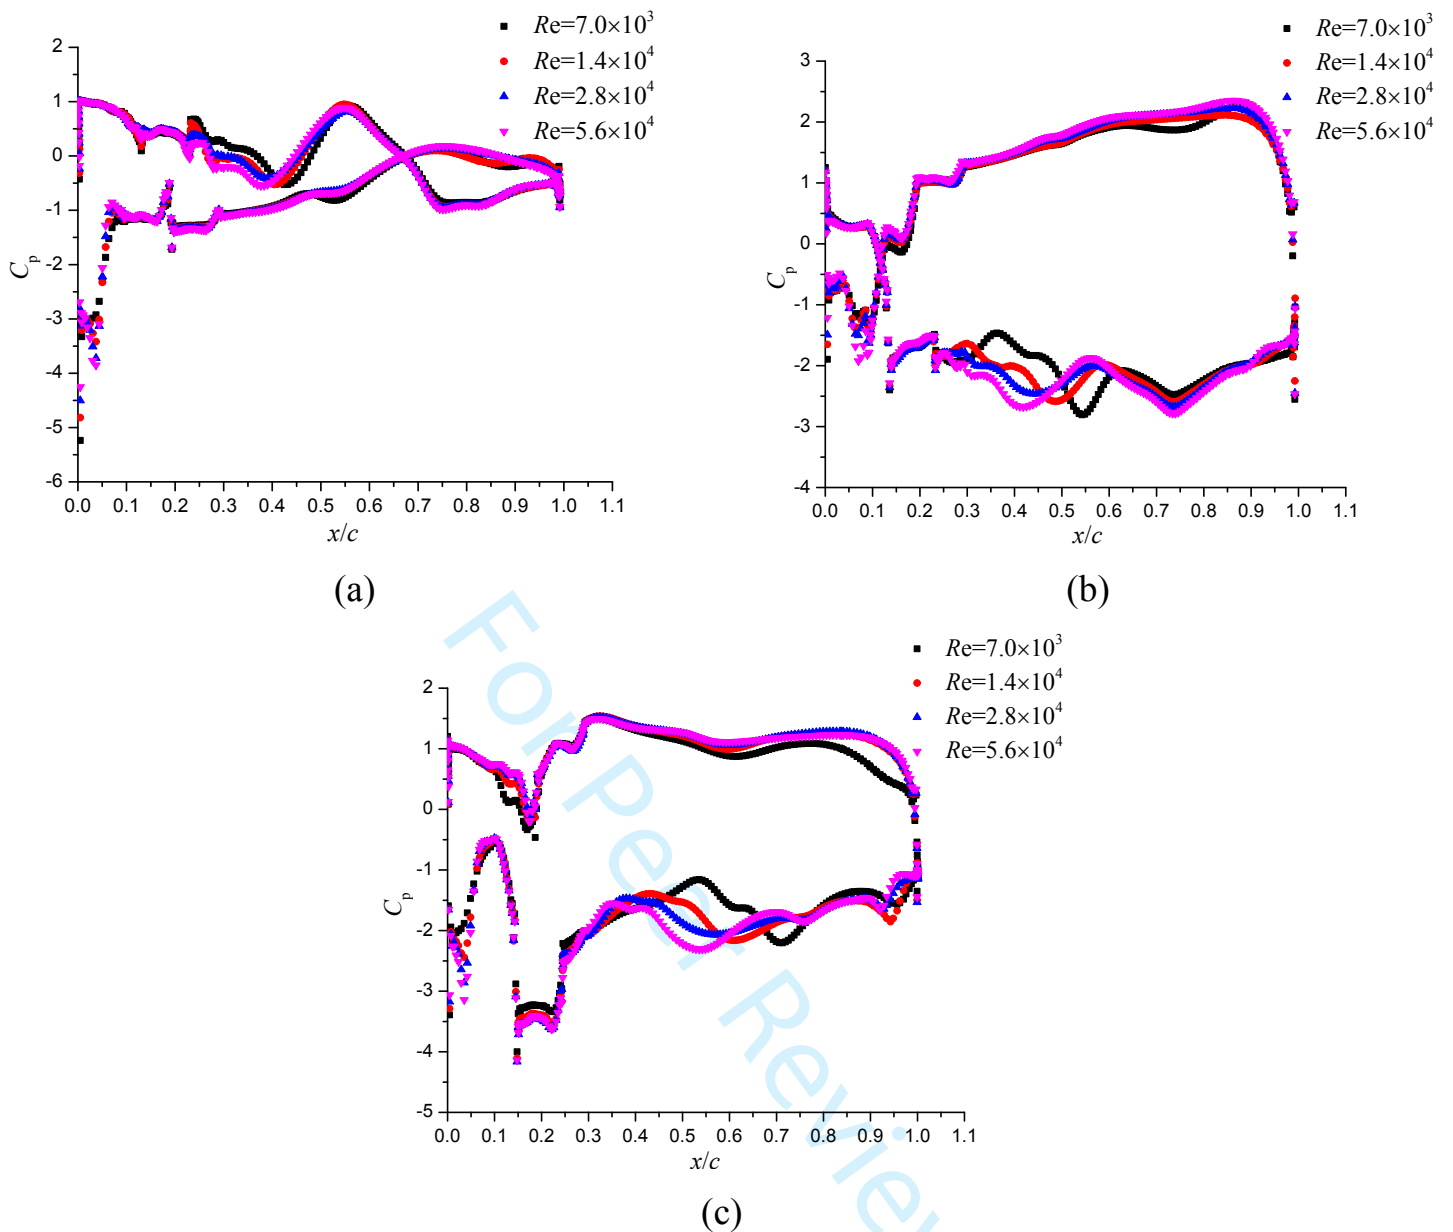 Re=7.0×10³
Re=1.4×10⁴
Re=2.8×10⁴
Re=5.6×10⁴
2
1
0
-1
-2
-3
-4
-5
-6
Cp
0.0 0.1 0.2 0.3 0.4 0.5 0.6 0.7 0.8 0.9 1.0 1.1
x/c
(a)
Re=7.0×10³
Re=1.4×10⁴
Re=2.8×10⁴
Re=5.6×10⁴
3
2
1
0
-1
-2
-3
-4
Cp
0.0 0.1 0.2 0.3 0.4 0.5 0.6 0.7 0.8 0.9 1.0 1.1
x/c
(b)
Re=7.0×10³
Re=1.4×10⁴
Re=2.8×10⁴
Re=5.6×10⁴
2
1
0
-1
-2
-3
-4
-5
Cp
0.0 0.1 0.2 0.3 0.4 0.5 0.6 0.7 0.8 0.9 1.0 1.1
x/c
(c)
For Peer Review